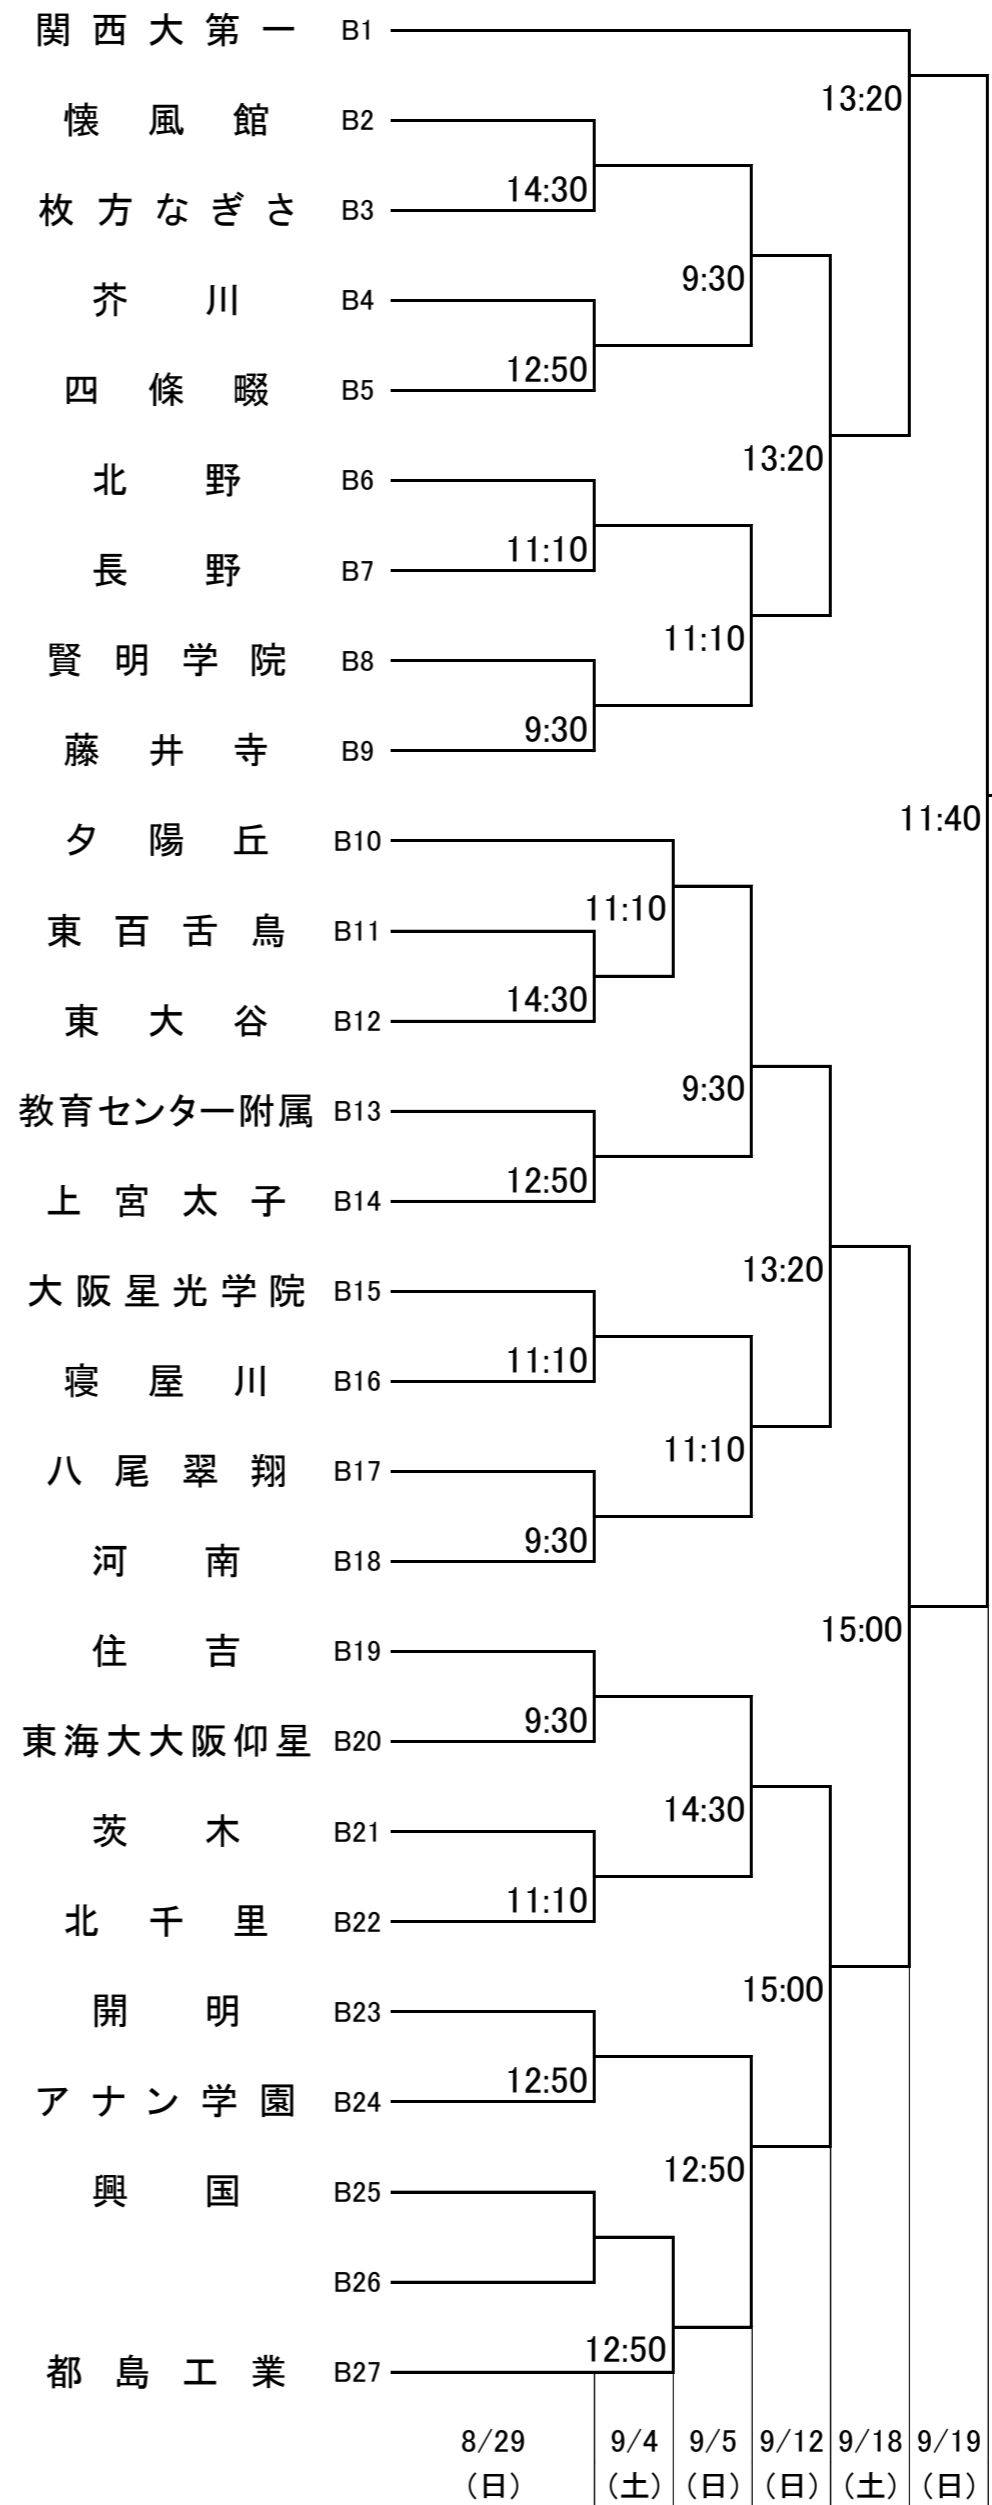 関西大第一 B1
13:20
懐風館 B2
14:30
枚方なぎさ B3
9:30
芥川 B4
12:50
四條畷 B5
13:20
北野 B6
11:10
長野 B7
11:10
賢明学院 B8
9:30
藤井寺 B9
11:40
夕陽丘 B10
11:10
東百舌鳥 B11
14:30
東大谷 B12
9:30
教育センター附属 B13
12:50
上宮太子 B14
13:20
大阪星光学院 B15
11:10
寝屋川 B16
11:10
八尾翠翔 B17
9:30
河南 B18
15:00
住吉 B19
9:30
東海大大阪仰星 B20
14:30
茨木 B21
11:10
北千里 B22
15:00
開明 B23
12:50
アナン学園 B24
12:50
興国 B25
B26
12:50
都島工業 B27
8/29 9/4 9/5 9/12 9/18 9/19
(日) (土) (日) (日) (土) (日)